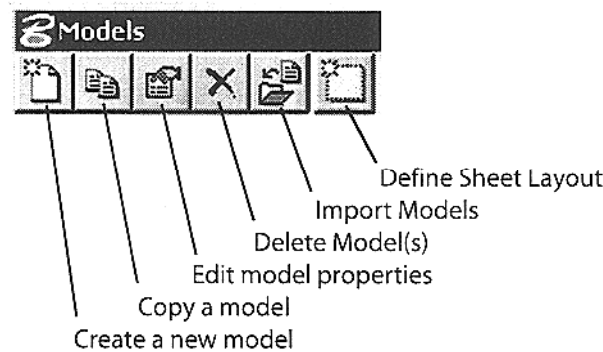 Models
Define Sheet Layout
Import Models
Delete Model(s)
Edit model properties
Copy a model
Create a new model